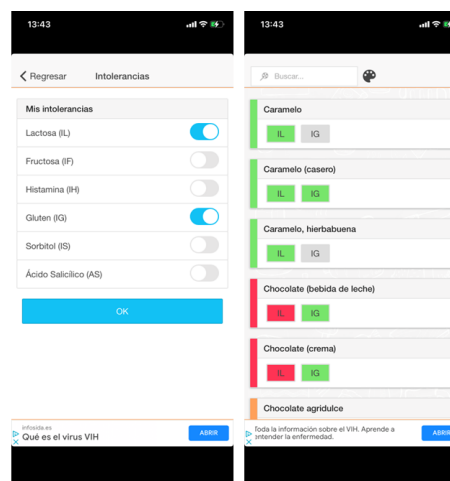 13:43
Regresar Intolerancias
Mis intolerancias
Lactosa (IL)
Fructosa (IF)
Histamina (IH)
Gluten (IG)
Sorbitol (IS)
Ácido Salicílico (AS)
OK
infosida.es
Qué es el virus VIH
ABRIR
13:43
Buscar...
Caramelo
IL IG
Caramelo (casero)
IL IG
Caramelo, hierbabuena
IL IG
Chocolate (bebida de leche)
IL IG
Chocolate (crema)
IL IG
Chocolate agridulce
Toda la información sobre el VIH. Aprende a
entender la enfermedad.
ABRIR